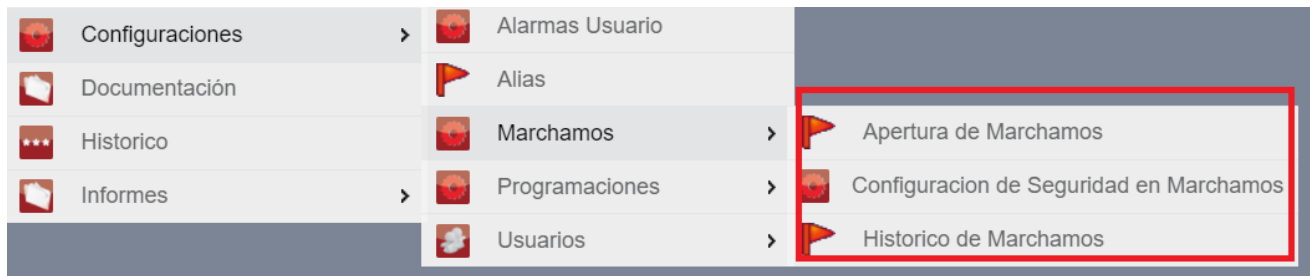 Configuraciones
Documentación
Historico
Informes
Alarmas Usuario
Alias
Marchamos
Programaciones
Usuarios
Apertura de Marchamos
Configuracion de Seguridad en Marchamos
Historico de Marchamos